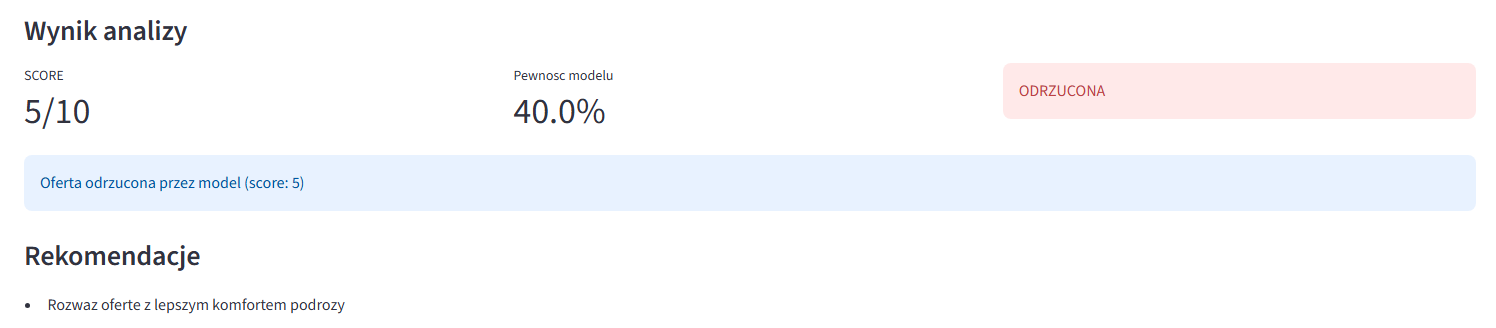 Wynik analizy
SCORE
5/10
Pewnosc modelu
40.0%
ODRZUCONA
Oferta odrzucona przez model (score: 5)
Rekomendacje
Rozwaz oferte z lepszym komfortem podrozy